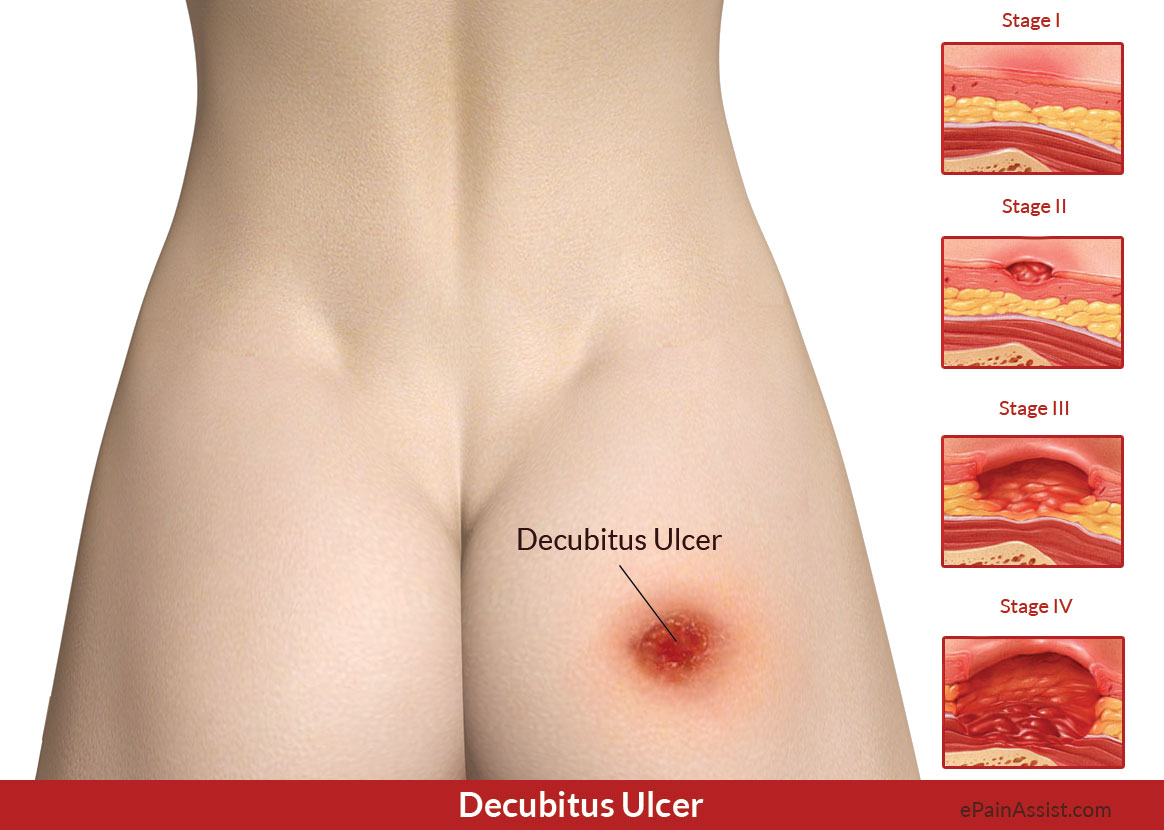 Stage I
Stage II
Stage III
Decubitus Ulcer
Stage IV
Decubitus Ulcer
ePainAssist.com